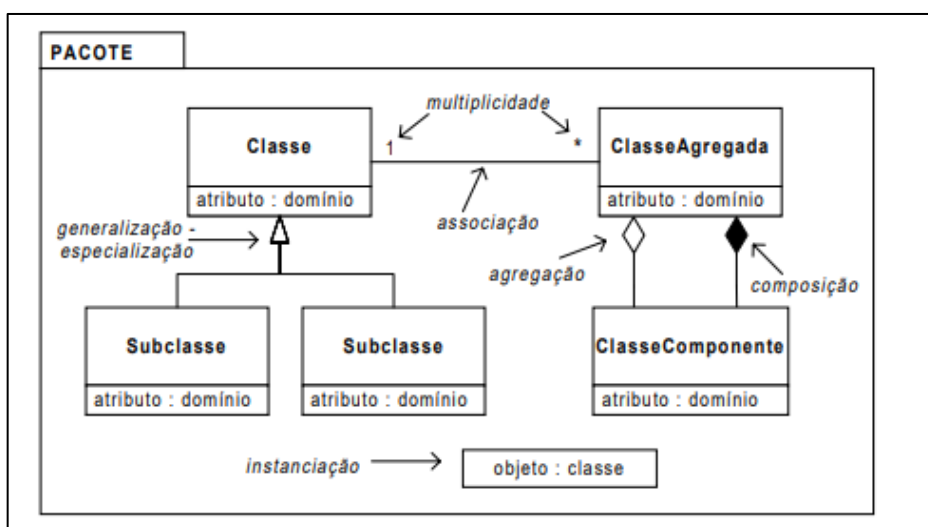 PACOTE
multiplicidade
Classe
1
*
ClasseAgregada
atributo : domínio
associação
atributo : domínio
generalização -
especialização
agregação
composição
Subclasse
Subclasse
ClasseComponente
atributo : domínio
atributo : domínio
atributo : domínio
instanciação
objeto : classe